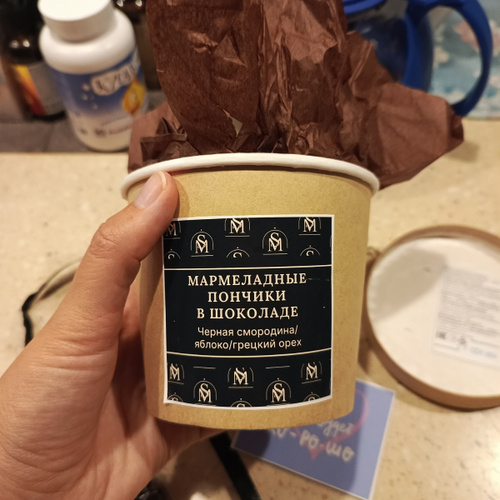 МАРМЕЛАДНЫЕ
ПОНЧИКИ
В ШОКОЛАДЕ
Черная смородина/
яблоко/грецкий орех